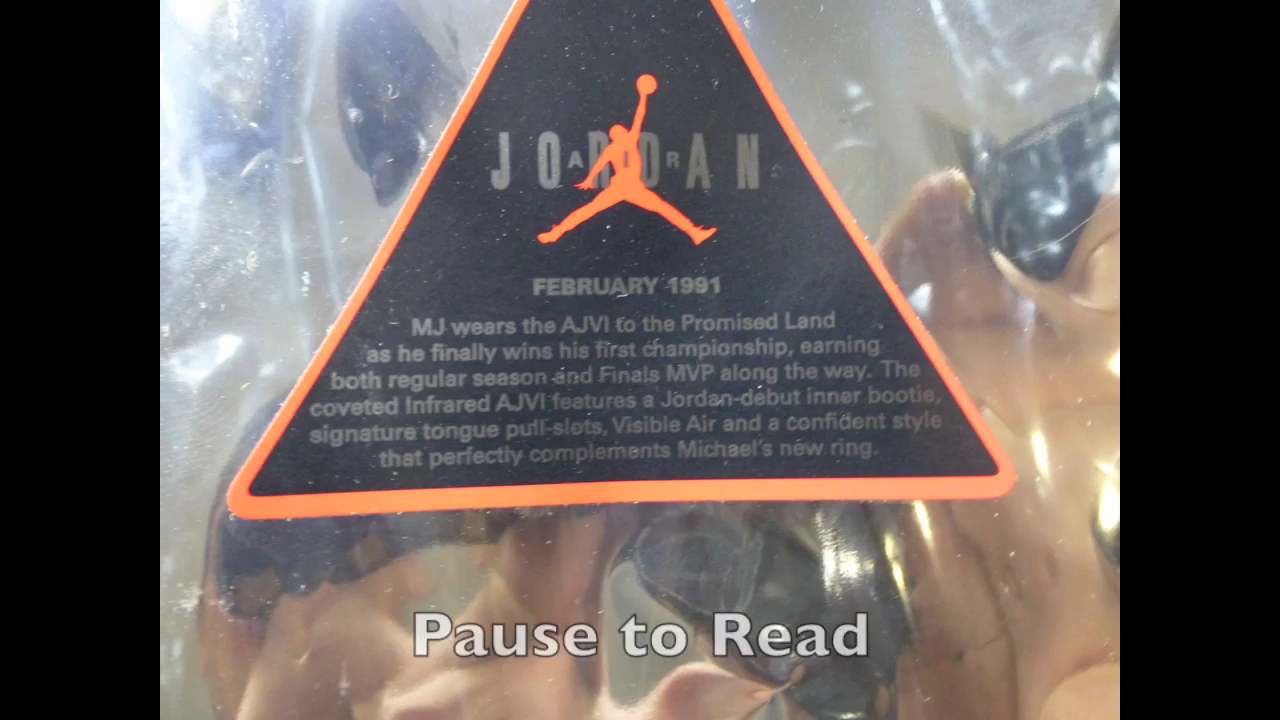 JORDAN
AIR
FEBRUARY 1991
MJ wears the AJVI to the Promised Land
as he finally wins his first championship, earning
both regular season and Finals MVP along the way. The
coveted Infrared AJVI features a Jordan-debut inner bootie,
signature tongue pull-slots, Visible Air and a confident style
that perfectly complements Michael's new ring.
Pause to Read